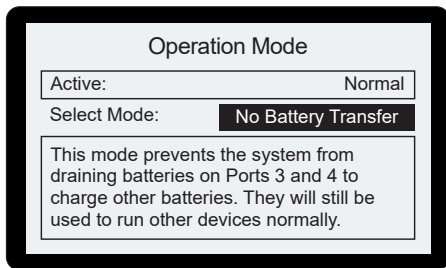 Operation Mode
Active: Normal
Select Mode: No Battery Transfer
This mode prevents the system from
draining batteries on Ports 3 and 4 to
charge other batteries. They will still be
used to run other devices normally.